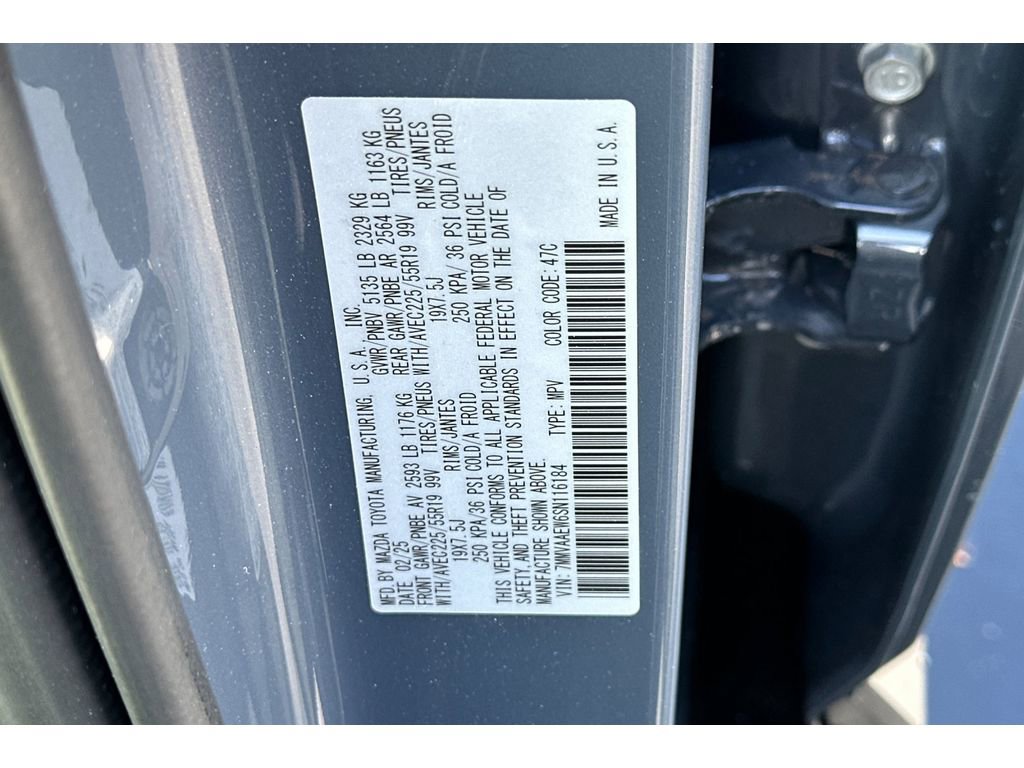 MFD. BY MAZDA TOYOTA MANUFACTURING, U.S.A., INC.
DATE 02/25 GVWR/PNBV 5135 LB 2329 KG
FRONT GAWR/PNBE AV 2593 LB 1176 KG REAR GAWR/PNBE AR 2564 LB 1163 KG
WITH/AVEC225/55R19 99V TIRES/PNEUS WITH/AVEC225/55R19 99V TIRES/PNEUS
19X7.5J RIMS/JANTES 19X7.5J RIMS/JANTES
250 KPA/36 PSI COLD/A FROID 250 KPA/ 36 PSI COLD/A FROID
THIS VEHICLE CONFORMS TO ALL APPLICABLE FEDERAL MOTOR VEHICLE
SAFETY, AND THEFT PREVENTION STANDARDS IN EFFECT ON THE DATE OF
MANUFACTURE SHOWN ABOVE.
VIN: 7MMVAAEW6SN116184 TYPE: MPV COLOR CODE: 47C
MADE IN U.S.A.